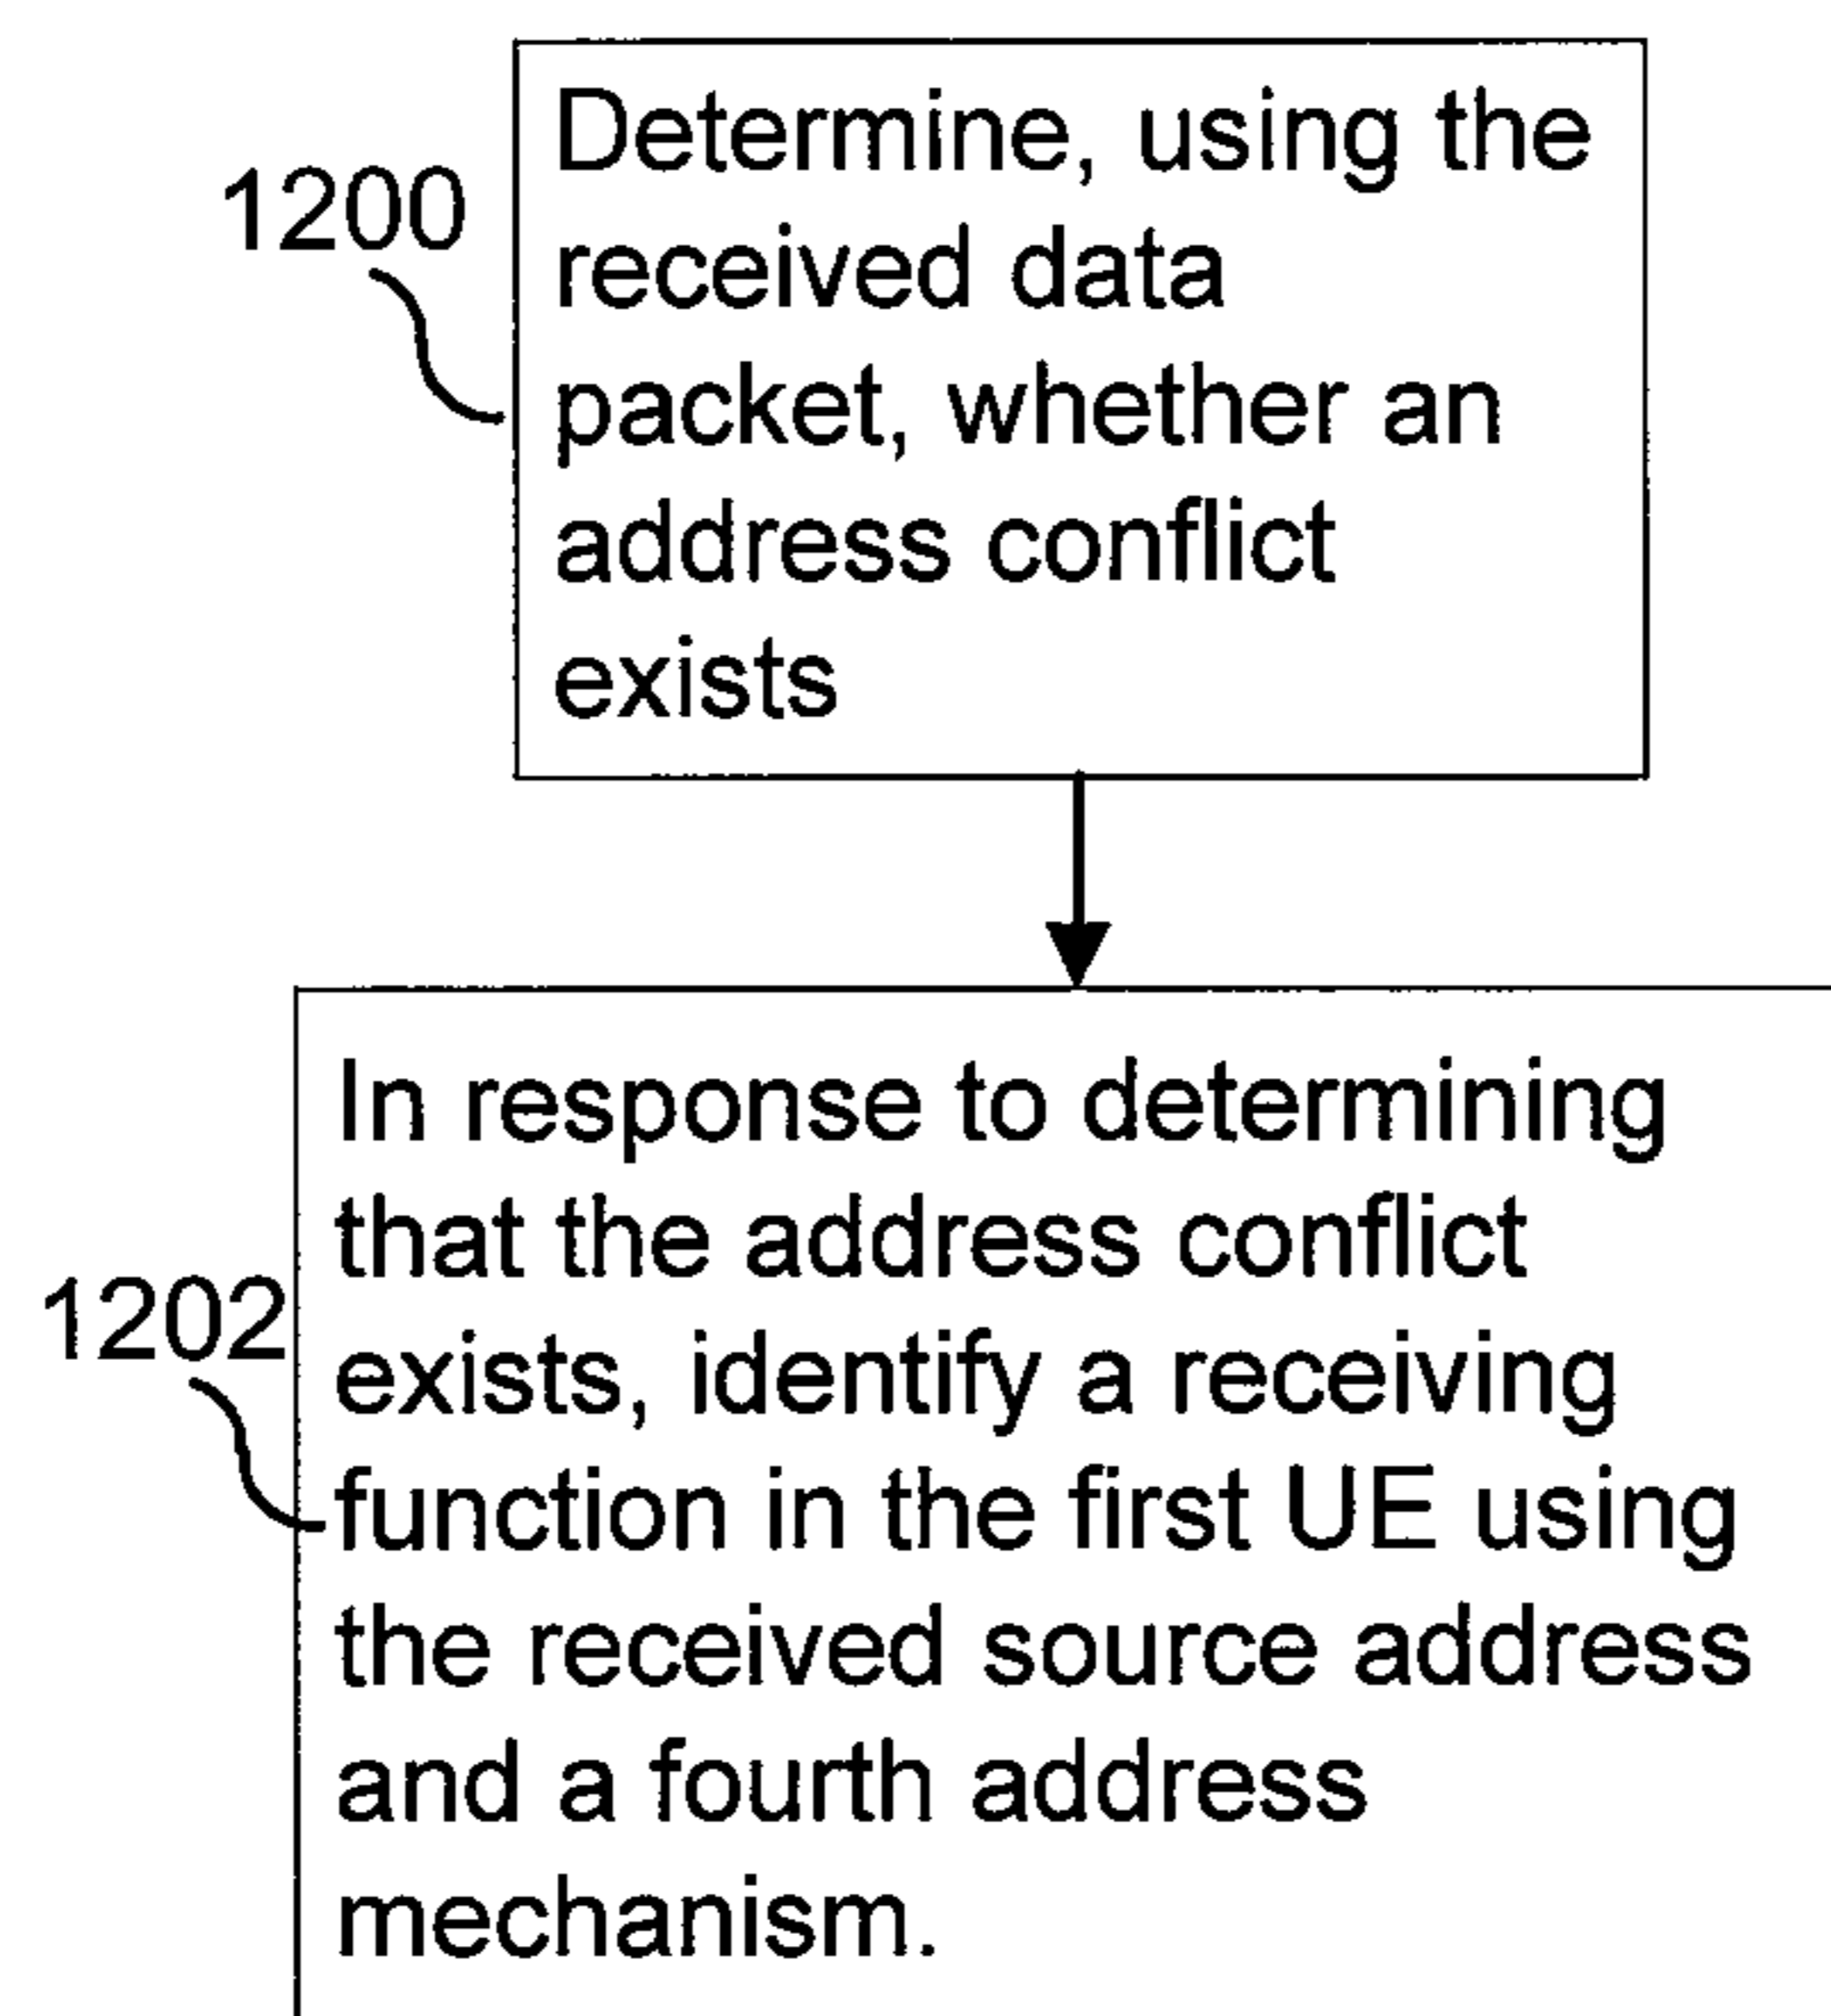 Determine, using the
1200
received data
packet, whether an
address conflict
exists
In response to determining
that the address conflict
1202
exists, identify a receiving
function in the first UE using
the received source address
and a fourth address
mechanism.